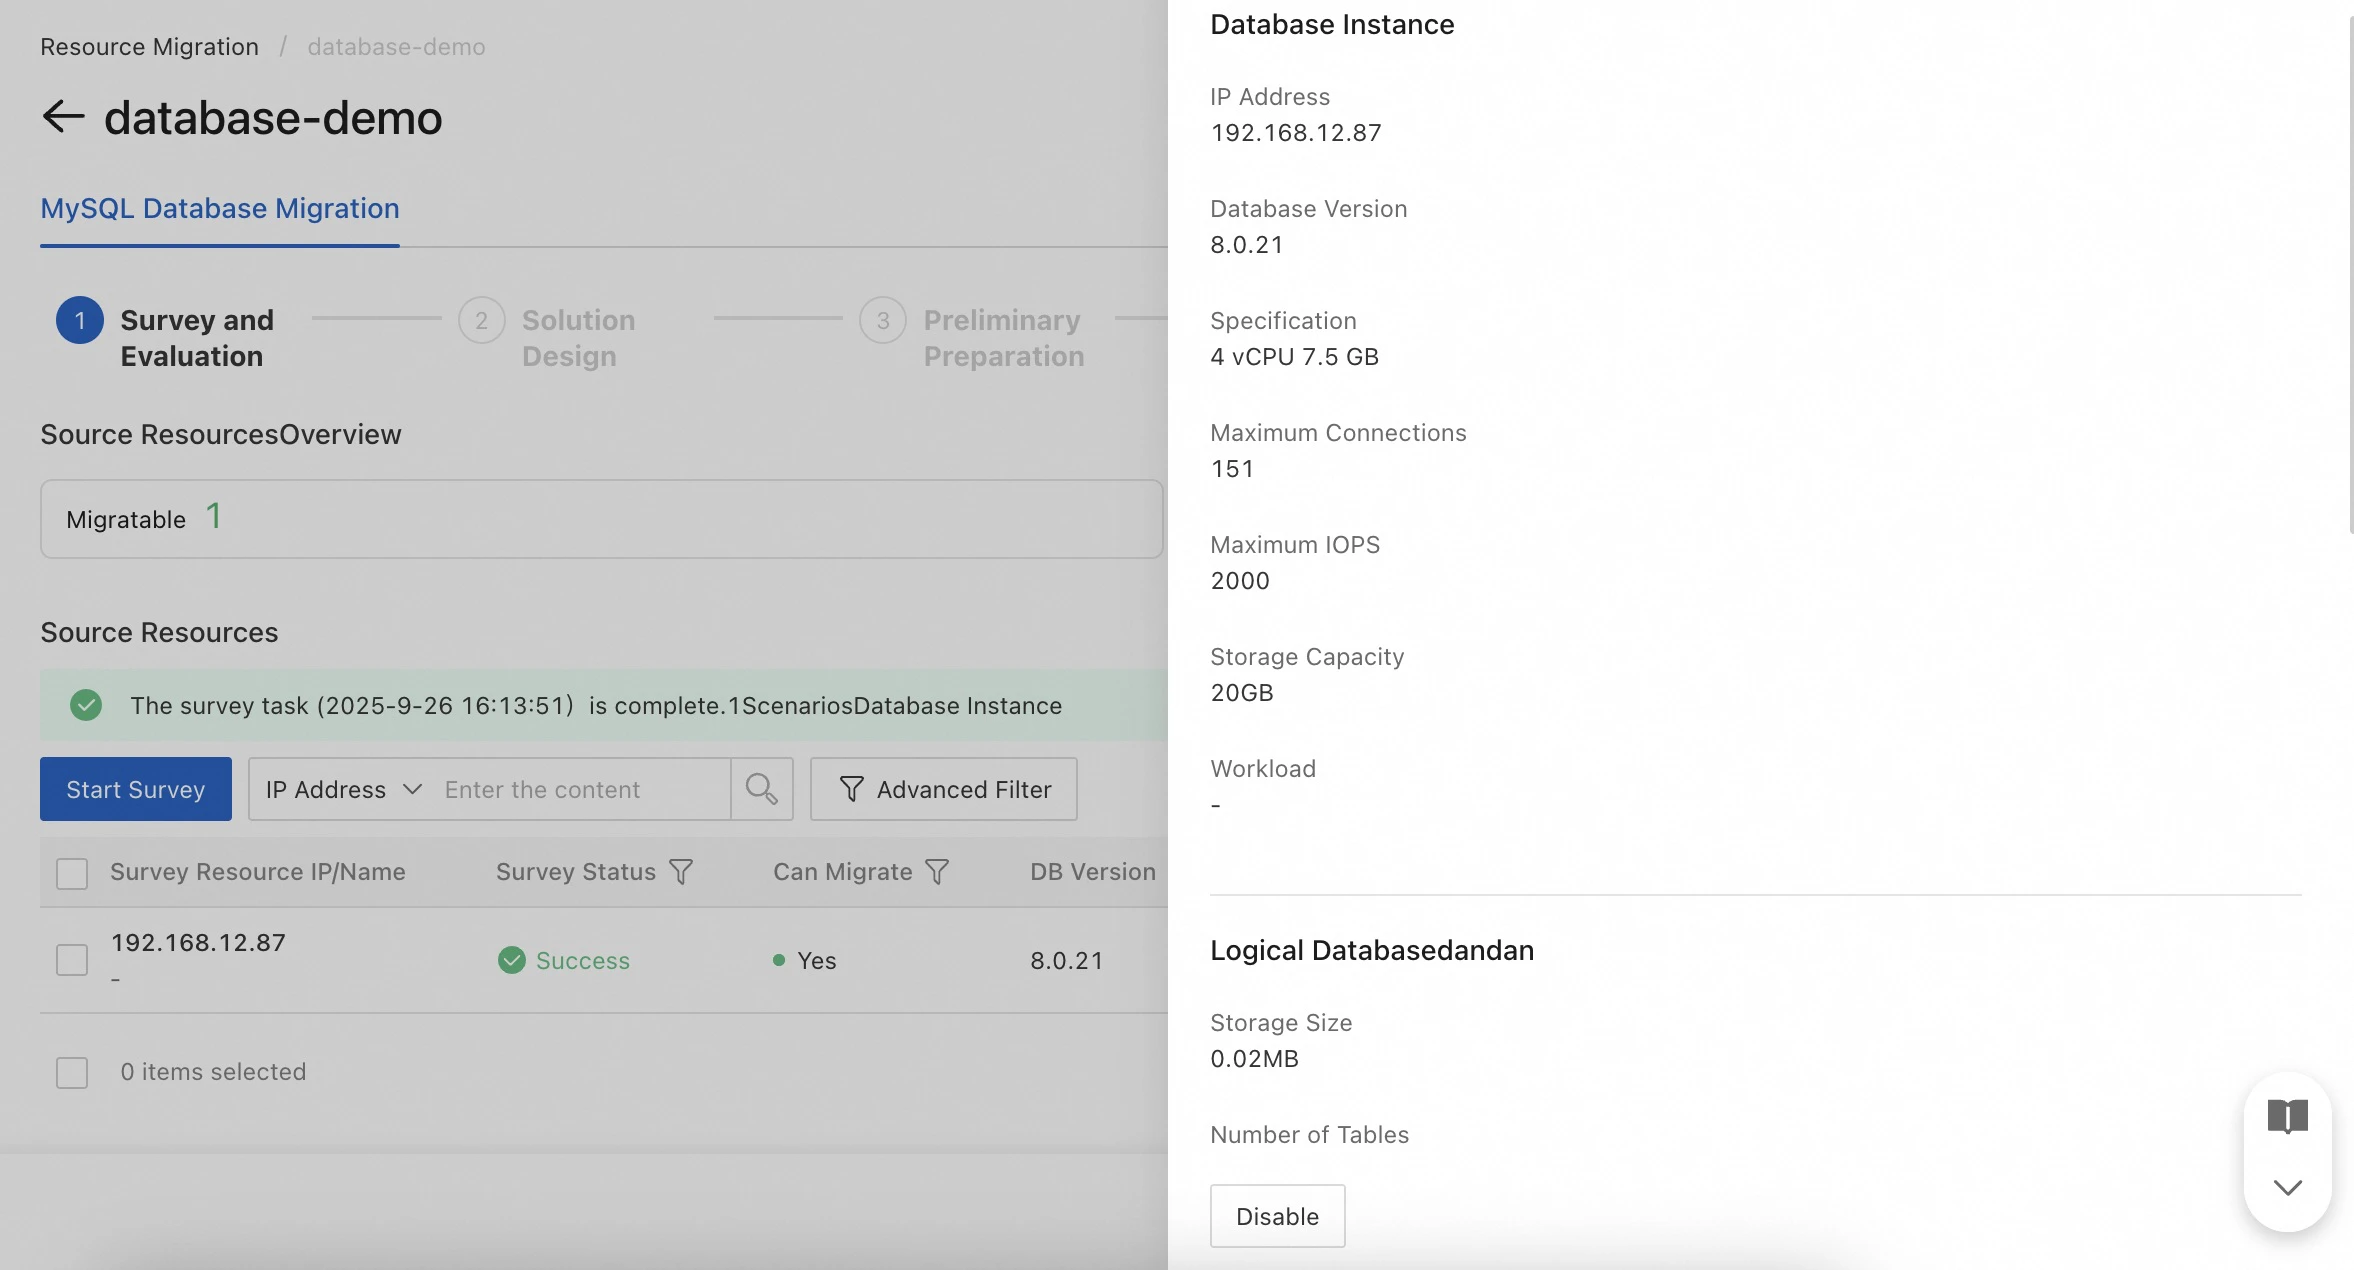 Resource Migration / database-demo
database-demo
MySQL Database Migration
1 Survey and Evaluation
2 Solution Design
3 Preliminary Preparation
Source ResourcesOverview
Migratable 1
Source Resources
The survey task (2025-9-26 16:13:51) is complete.1ScenariosDatabase Instance
Start Survey
IP Address
Enter the content
Advanced Filter
Survey Resource IP/Name
Survey Status
Can Migrate
DB Version
192.168.12.87
-
Success
Yes
8.0.21
0 items selected
Database Instance
IP Address
192.168.12.87
Database Version
8.0.21
Specification
4 vCPU 7.5 GB
Maximum Connections
151
Maximum IOPS
2000
Storage Capacity
20GB
Workload
-
Logical Databasedandan
Storage Size
0.02MB
Number of Tables
Disable